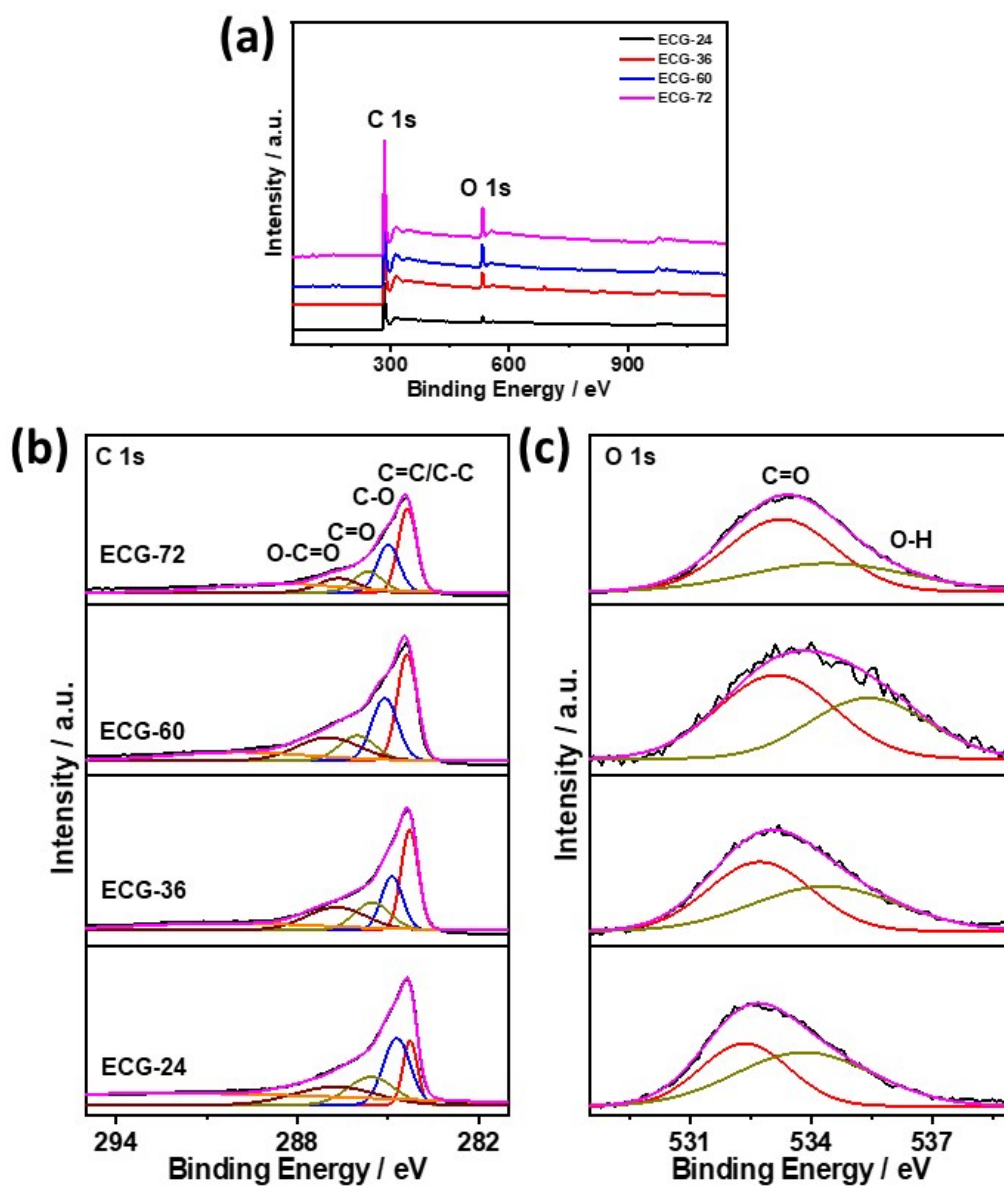 (a)
ECG-24
ECG-36
ECG-60
ECG-72
C 1s
O 1s
Intensity / a.u.
300 600 900
Binding Energy / eV
(b)
C 1s
C=C/C-C
C-O
C=O
O-C=O
ECG-72
ECG-60
ECG-36
ECG-24
Intensity / a.u.
294 288 282
Binding Energy / eV
(c)
O 1s
C=O
O-H
Intensity / a.u.
531 534 537
Binding Energy / eV